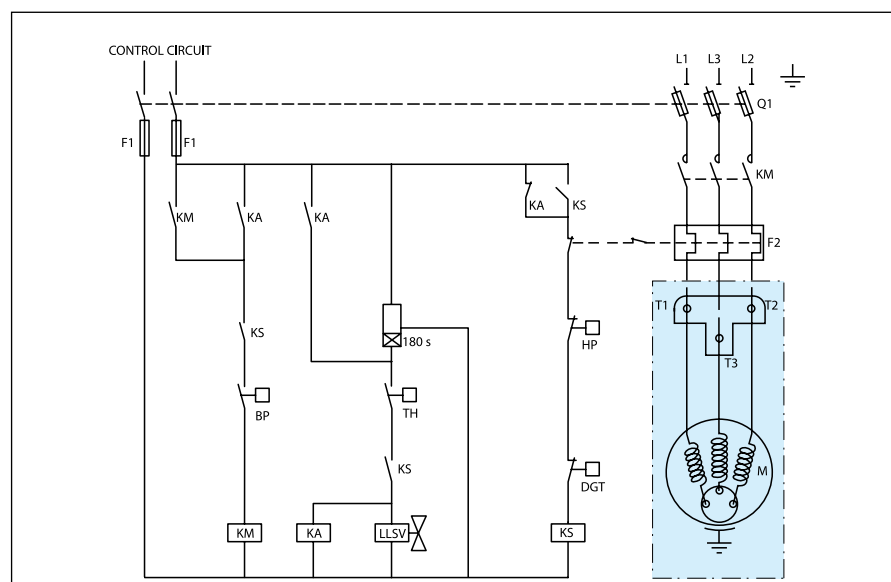 CONTROL CIRCUIT
L1 L3 L2
Q1
F1 F1
KM
KM KA KA KA KS
F2
T1 T2
180 s
HP
T3
KS
BP TH
KS
DGT
M
KM KA LLSV KS